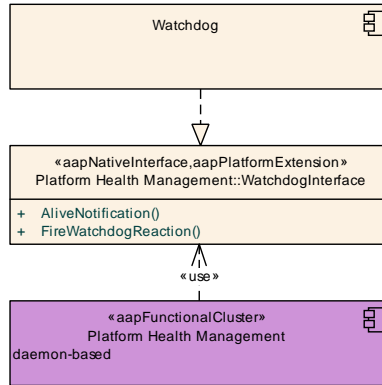 Watchdog
«aapNativeInterface,aapPlatformExtension»
Platform Health Management::WatchdogInterface
+ AliveNotification()
+ FireWatchdogReaction()
«use»
«aapFunctionalCluster»
Platform Health Management
daemon-based